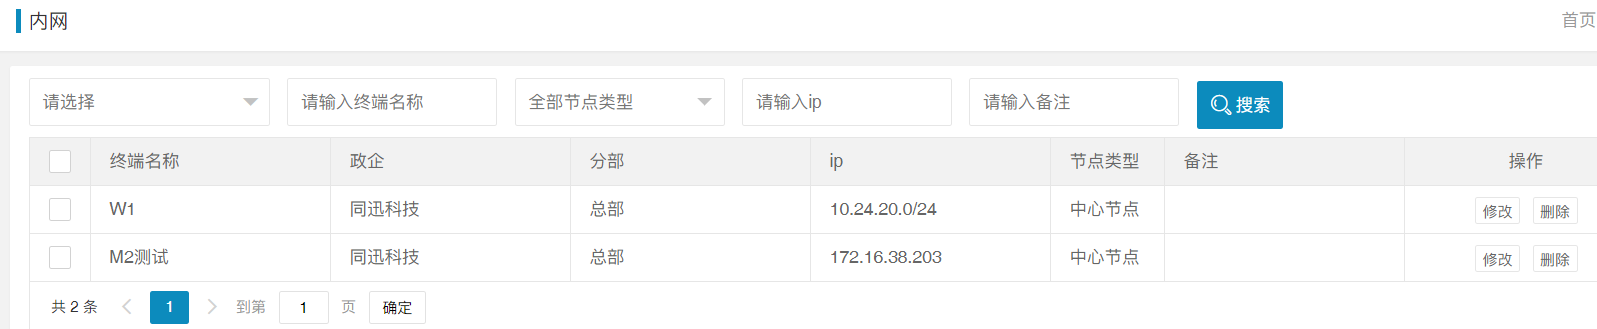 内网 首页
请选择 请输入终端名称 全部节点类型 请输入ip 请输入备注 搜索
终端名称 政企 分部 ip 节点类型 备注 操作
W1 同迅科技 总部 10.24.20.0/24 中心节点 修改 删除
M2测试 同迅科技 总部 172.16.38.203 中心节点 修改 删除
共 2 条 1 到第 1 页 确定